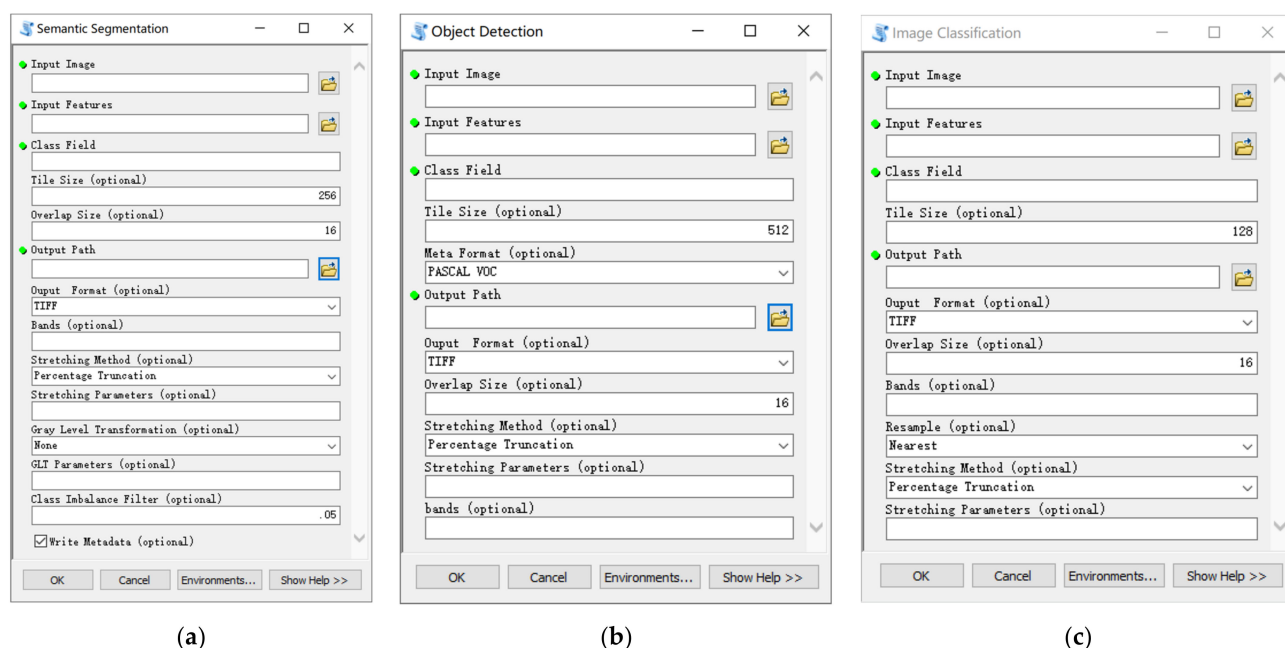 Semantic Segmentation
Input Image
Input Features
Class Field
Tile Size (optional)
256
Overlap Size (optional)
16
Output Path
Ouput  Format (optional)
TIFF
Bands (optional)
Stretching Method (optional)
Percentage Truncation
Stretching Parameters (optional)
Gray Level Transformation (optional)
None
GLT Parameters (optional)
Class Imbalance Filter (optional)
.05
Write Metadata (optional)
OK Cancel Environments... Show Help >>
(a)
Object Detection
Input Image
Input Features
Class Field
Tile Size (optional)
512
Meta Format (optional)
PASCAL VOC
Output Path
Ouput  Format (optional)
TIFF
Overlap Size (optional)
16
Stretching Method (optional)
Percentage Truncation
Stretching Parameters (optional)
bands (optional)
OK Cancel Environments... Show Help >>
(b)
Image Classification
Input Image
Input Features
Class Field
Tile Size (optional)
128
Output Path
Ouput  Format (optional)
TIFF
Overlap Size (optional)
16
Bands (optional)
Resample (optional)
Nearest
Stretching Method (optional)
Percentage Truncation
Stretching Parameters (optional)
OK Cancel Environments... Show Help >>
(c)